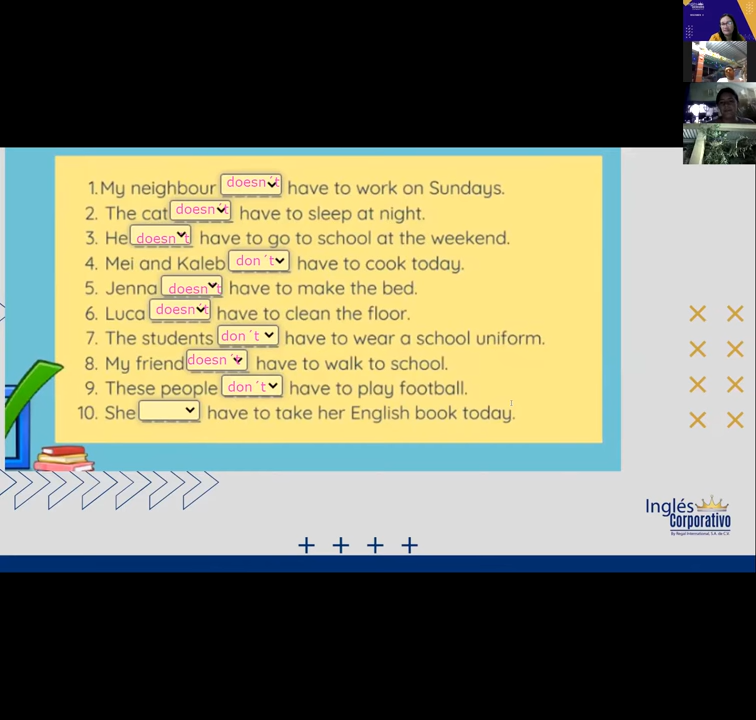 1. My neighbour doesn´t have to work on Sundays.
2. The cat doesn´t have to sleep at night.
3. He doesn´t have to go to school at the weekend.
4. Mei and Kaleb don´t have to cook today.
5. Jenna doesn´t have to make the bed.
6. Luca doesn´t have to clean the floor.
7. The students don´t have to wear a school uniform.
8. My friend doesn´t have to walk to school.
9. These people don´t have to play football.
10. She have to take her English book today.
Inglés
Corporativo
By Regal International, S.A. de C.V.